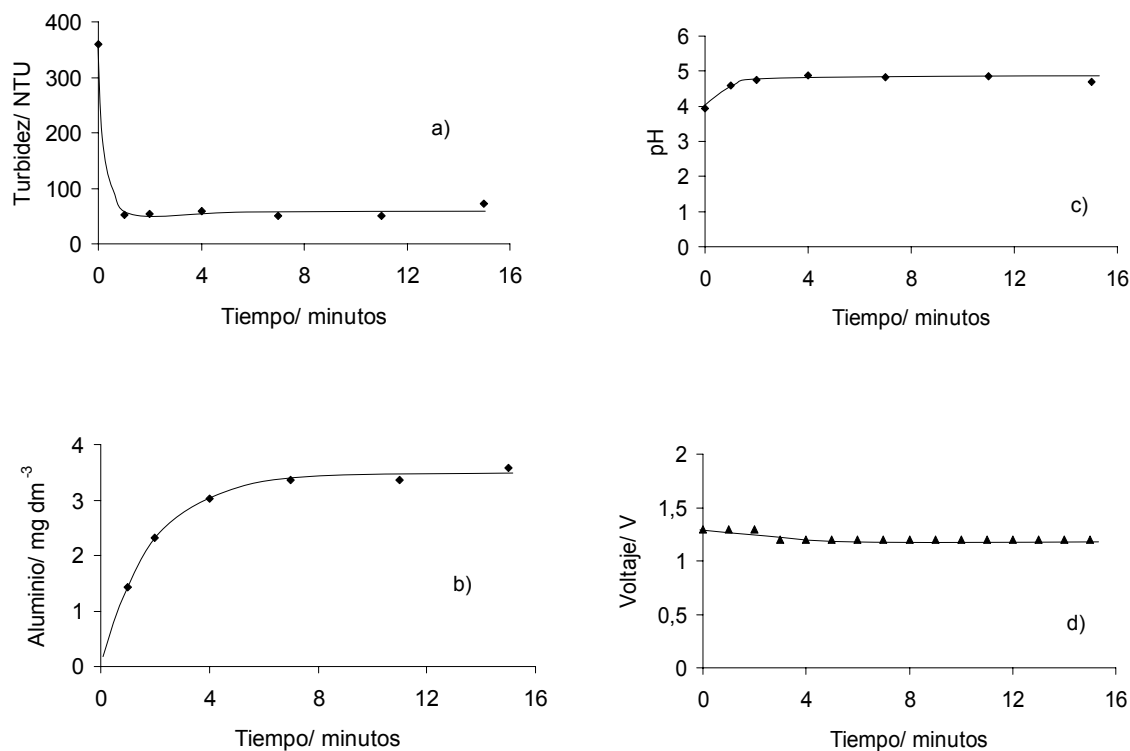 400
300
200
100
0
0 4 8 12 16
Turbidez/ NTU
Tiempo/ minutos
a)
6
5
4
3
2
1
0
0 4 8 12 16
pH
Tiempo/ minutos
c)
4
3
2
1
0
0 4 8 12 16
Aluminio/ mg dm⁻³
Tiempo/ minutos
b)
2
1,5
1
0,5
0
0 4 8 12 16
Voltaje/ V
Tiempo/ minutos
d)